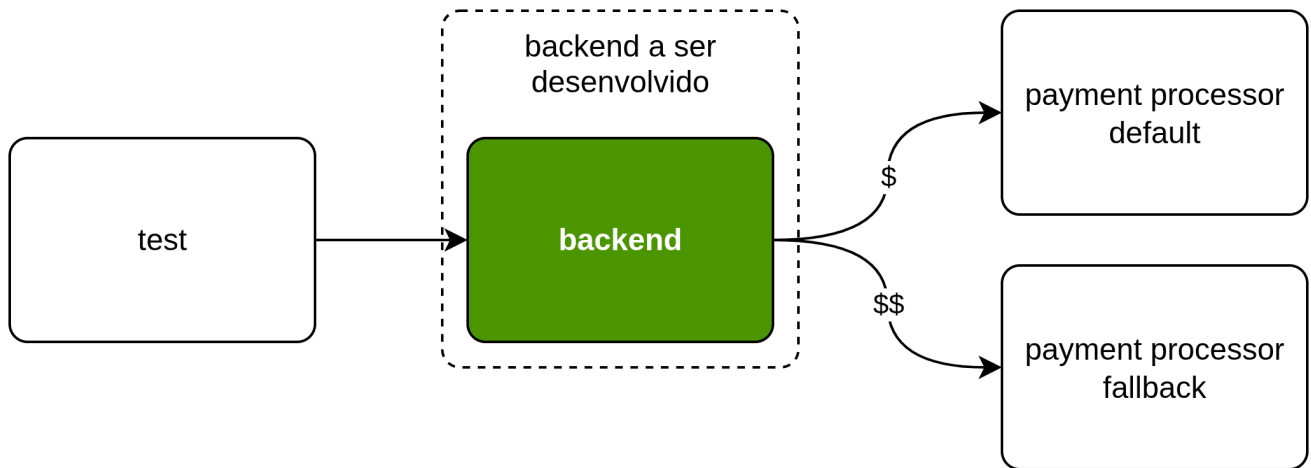 backend a ser
desenvolvido
test
backend
$
$$
payment processor
default
payment processor
fallback